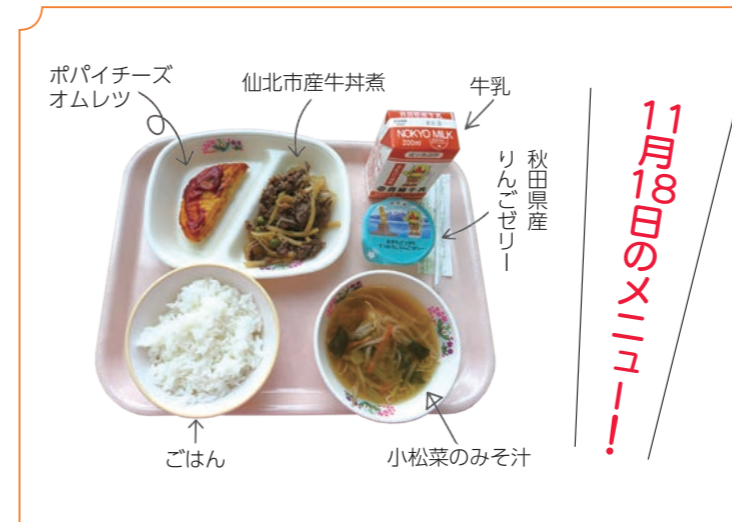 11月18日のメニュー!
ポパイチーズ
オムレツ
仙北市産牛丼煮
牛乳
秋田県産
りんごゼリー
NOKYO MILK
200ml
ごはん
小松菜のみそ汁